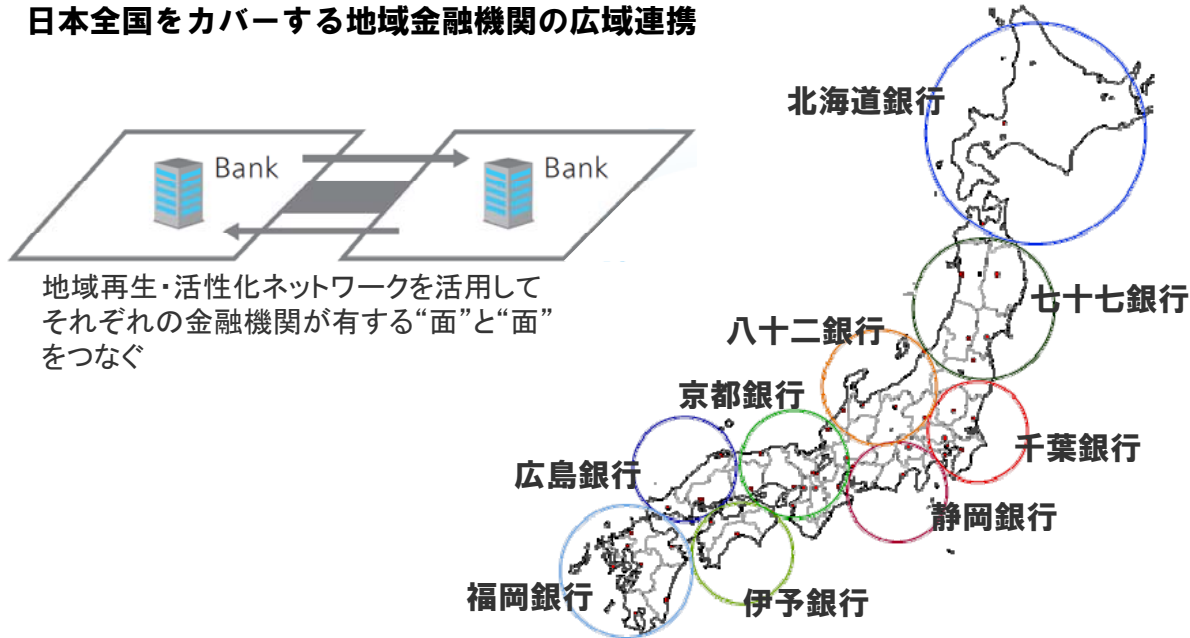 日本全国をカバーする地域金融機関の広域連携
Bank
Bank
地域再生・活性化ネットワークを活用して
それぞれの金融機関が有する“面”と“面”
をつなぐ
北海道銀行
七十七銀行
八十二銀行
京都銀行
千葉銀行
広島銀行
静岡銀行
福岡銀行
伊予銀行